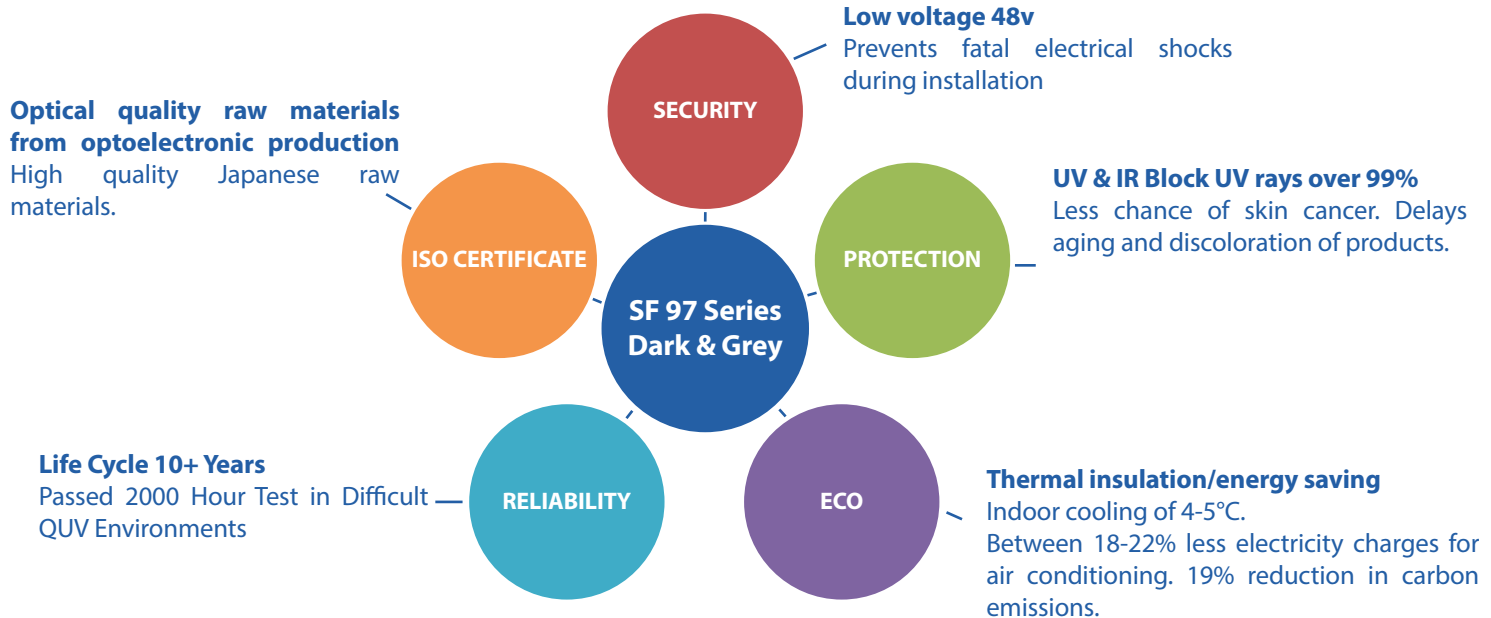 Low voltage 48v
Prevents fatal electrical shocks
during installation
SECURITY
Optical quality raw materials
from optoelectronic production
High quality Japanese raw
materials.
ISO CERTIFICATE
UV & IR Block UV rays over 99%
Less chance of skin cancer. Delays
aging and discoloration of products.
PROTECTION
SF 97 Series
Dark & Grey
Life Cycle 10+ Years
Passed 2000 Hour Test in Difficult
QUV Environments
RELIABILITY
ECO
Thermal insulation/energy saving
Indoor cooling of 4-5°C.
Between 18-22% less electricity charges for
air conditioning. 19% reduction in carbon
emissions.